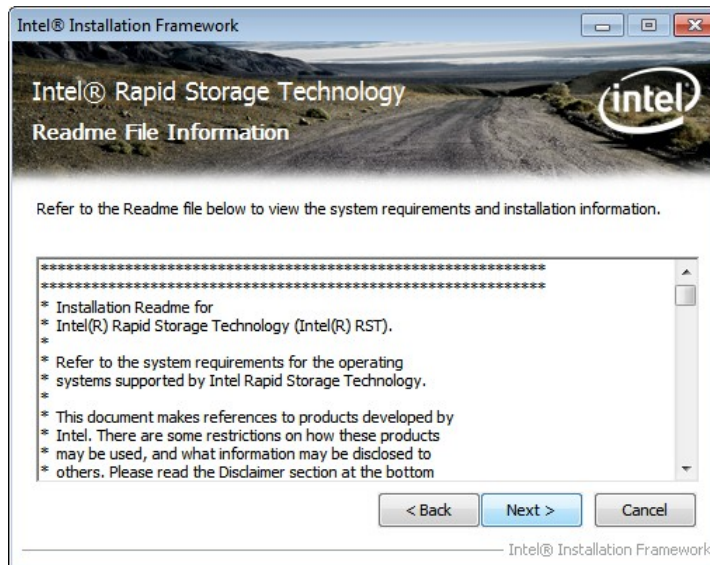 Intel® Installation Framework
Intel® Rapid Storage Technology
Readme File Information
intel
Refer to the Readme file below to view the system requirements and installation information.
************************************************************
************************************************************
* Installation Readme for
* Intel(R) Rapid Storage Technology (Intel(R) RST).
*
* Refer to the system requirements for the operating
* systems supported by Intel Rapid Storage Technology.
*
* This document makes references to products developed by
* Intel. There are some restrictions on how these products
* may be used, and what information may be disclosed to
* others. Please read the Disclaimer section at the bottom
< Back Next > Cancel
Intel® Installation Framework